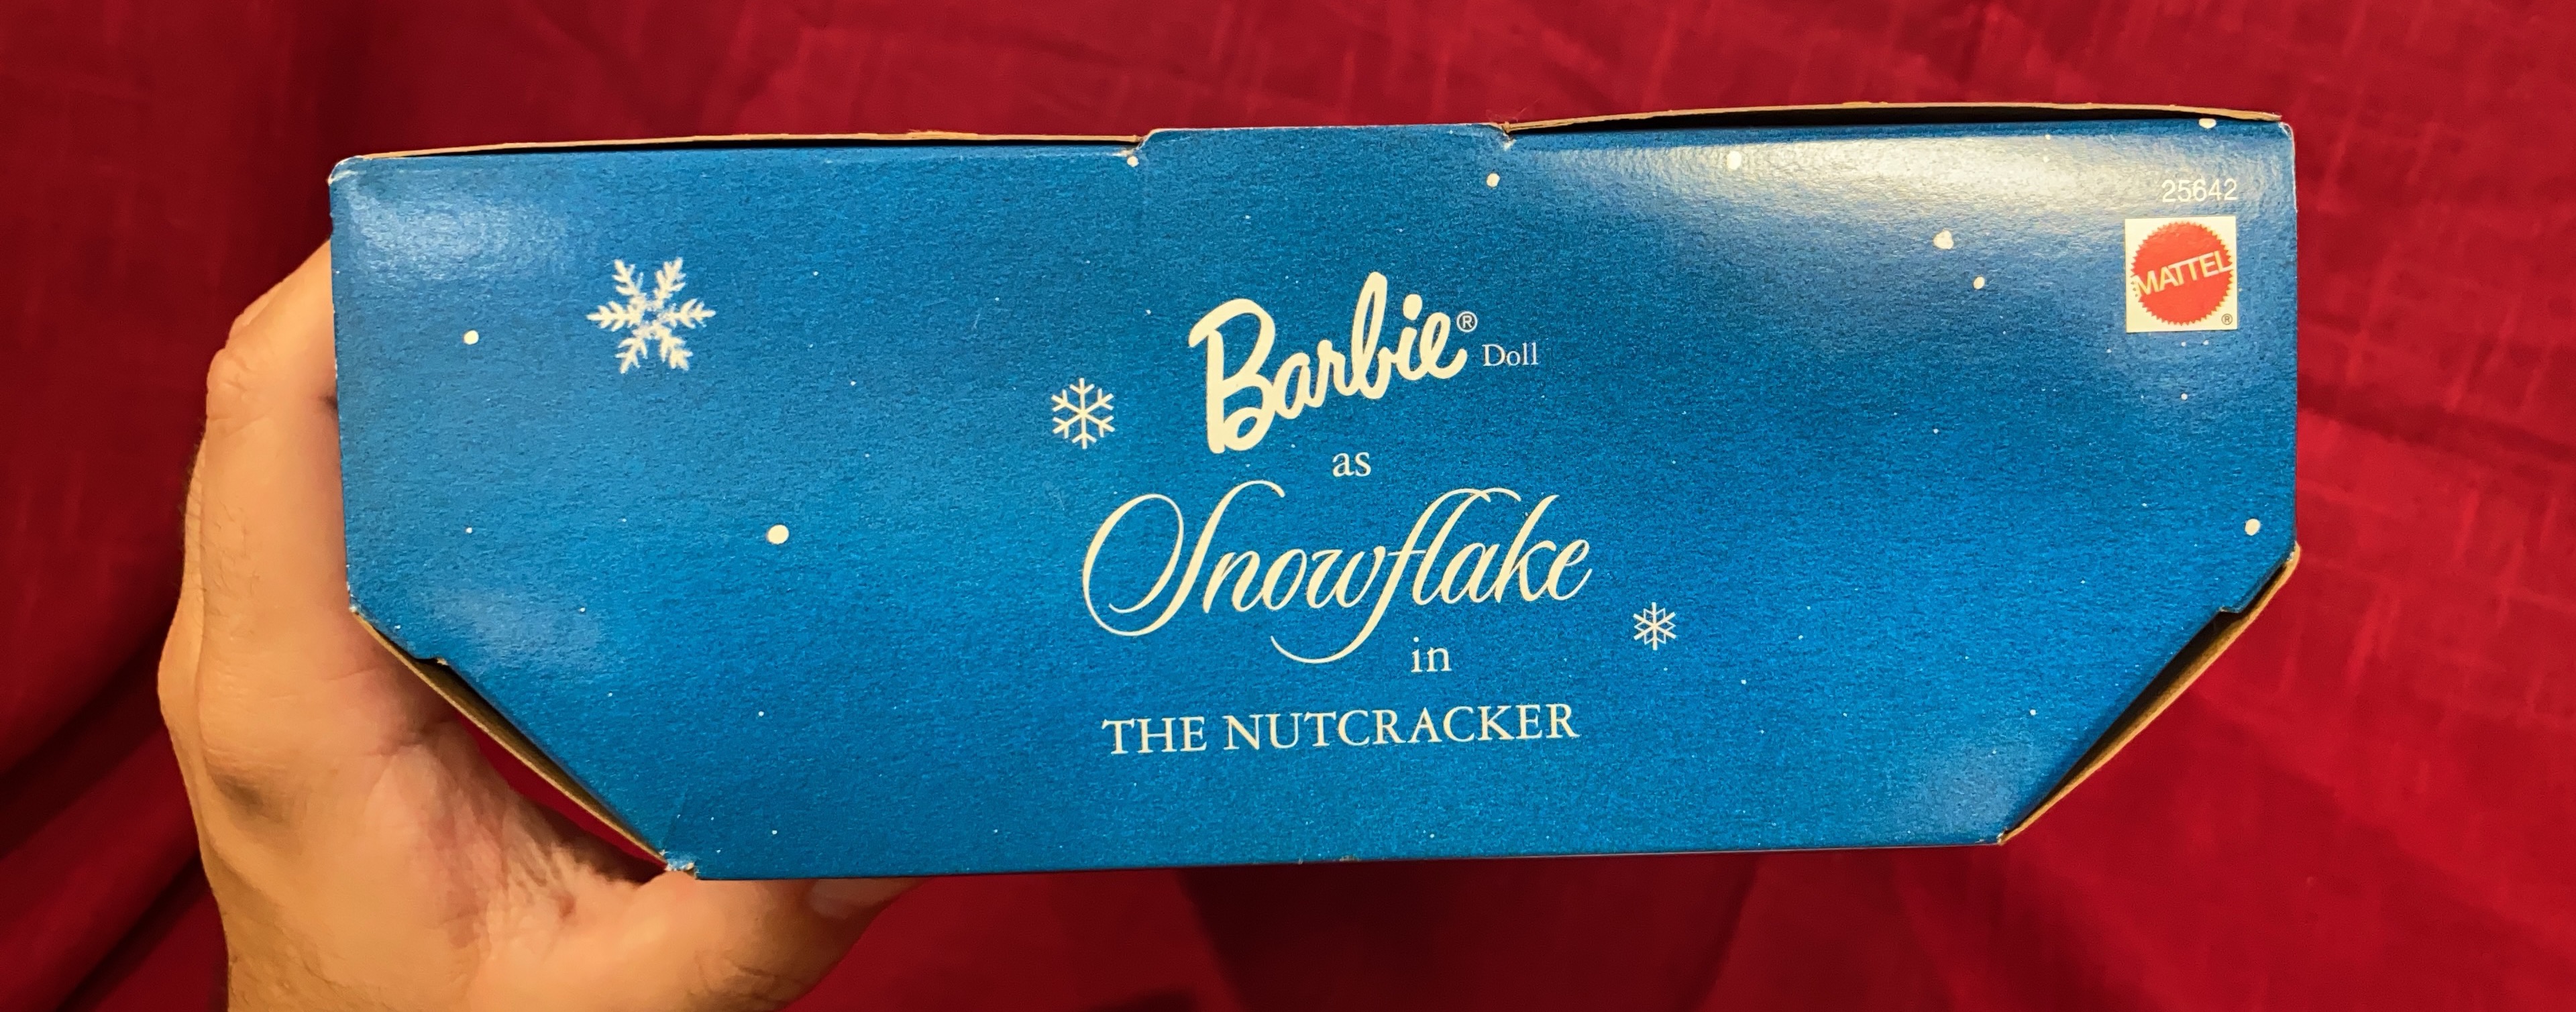 25642
MATTEL
®
Barbie® Doll
as
Snowflake
in
THE NUTCRACKER